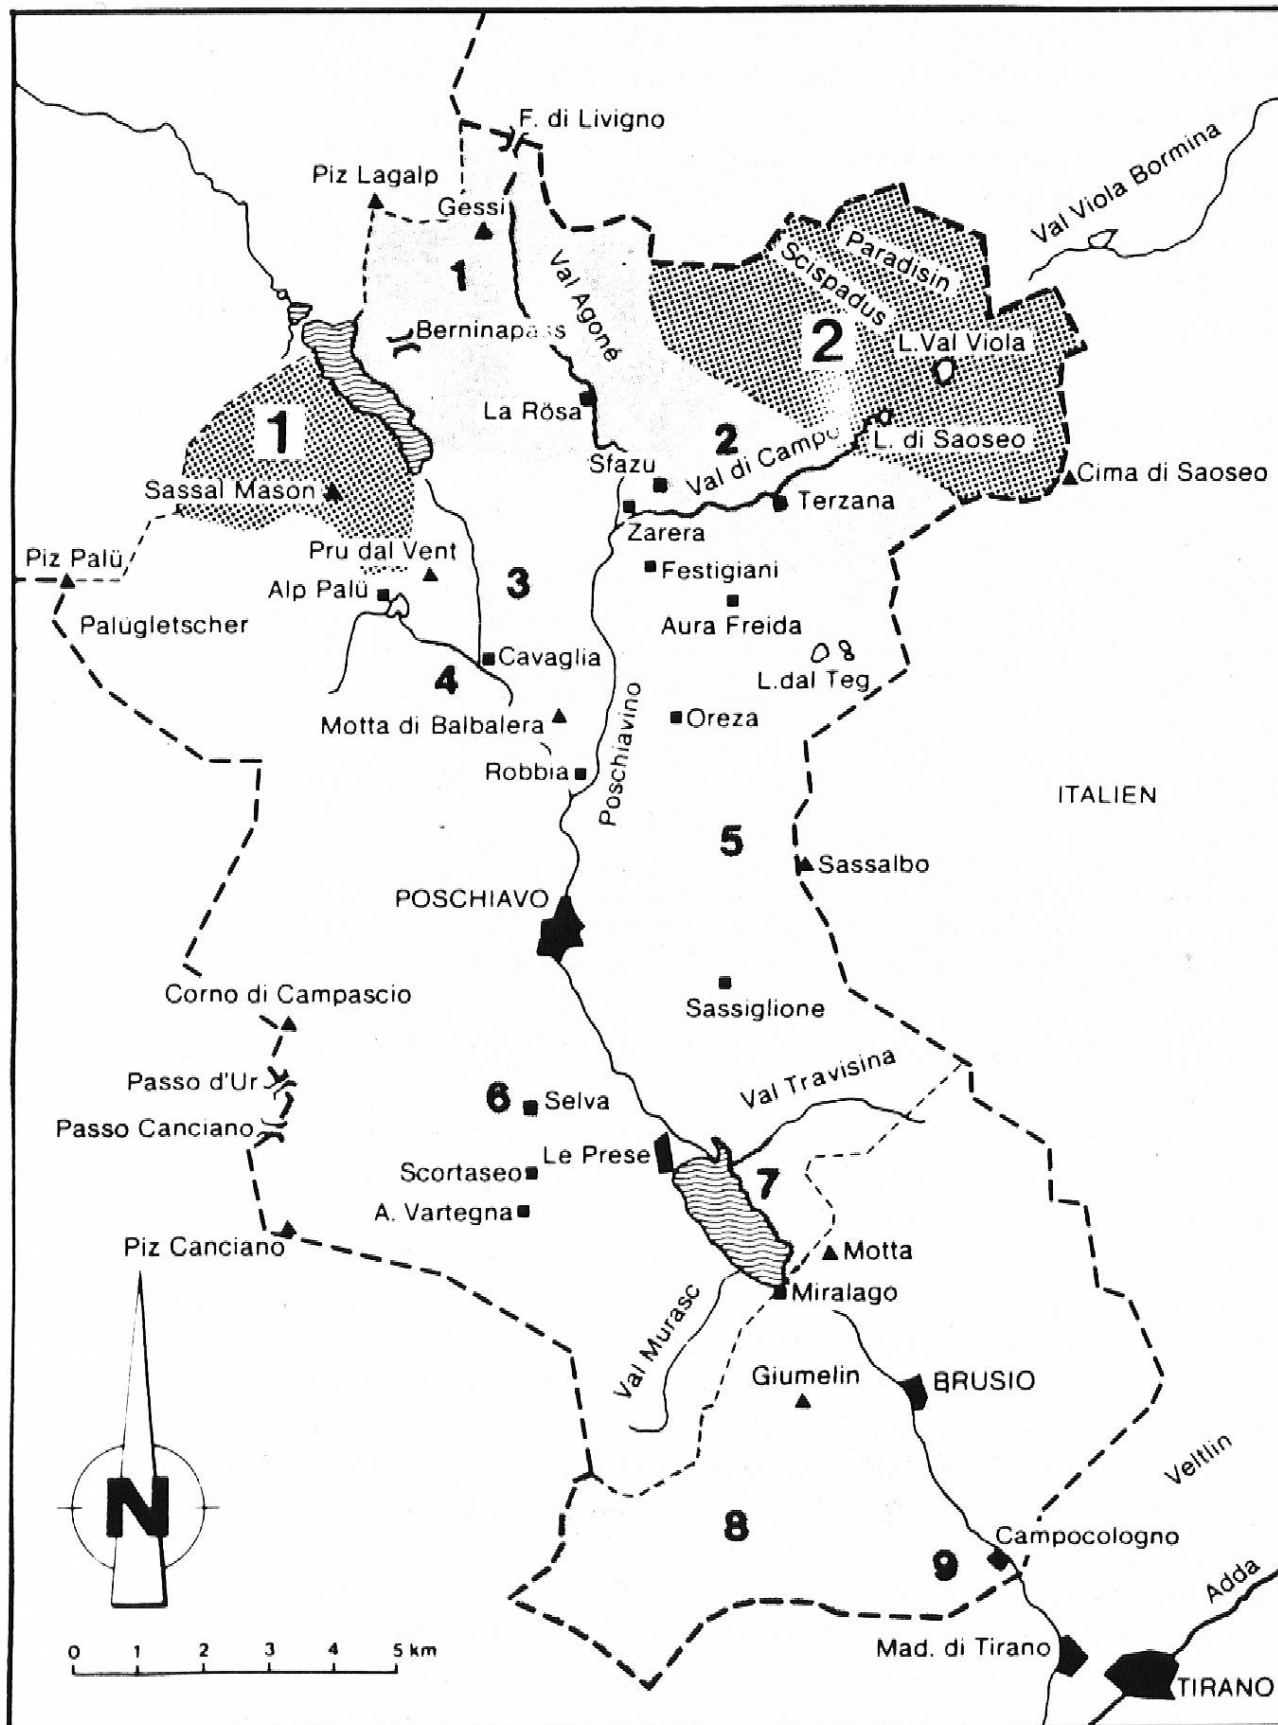 F. di Livigno
Piz Lagalp
Gessi
Val Viola Bormina
1
Val Agoné
Scispadus
Paradisin
Berninapass
2
L.Val Viola
La Rösa
1
2
L. di Saoseo
Sfazu
Val di Campo
Cima di Saoseo
Sassal Mason
Terzana
Zarera
Piz Palü
Pru dal Vent
3
Festigiani
Alp Palü
Palügletscher
Aura Freida
Cavaglia
L.dal Teg
4
Motta di Balbalera
Oreza
Poschiavino
Robbia
ITALIEN
5
Sassalbo
POSCHIAVO
Corno di Campascio
Sassiglione
Passo d'Ur
6
Selva
Val Travisina
Passo Canciano
Le Prese
Scortaseo
7
A. Vartegna
Piz Canciano
Motta
Miralago
Val Murasc
Giumelin
BRUSIO
Veltlin
N
8
Campocologno
9
Adda
0 1 2 3 4 5 km
Mad. di Tirano
TIRANO